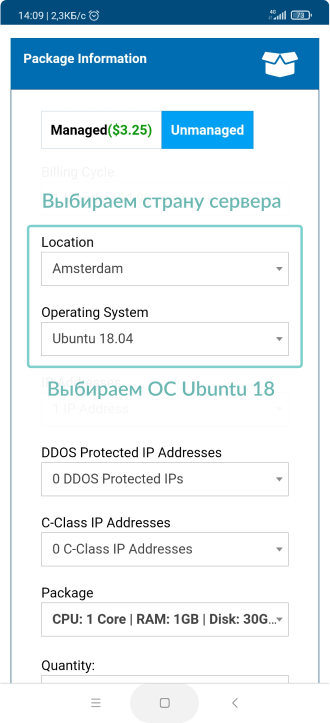 14:09 | 2,3КБ/с
4G
73
Package Information
Managed($3.25)
Unmanaged
Billing Cycle
Выбираем страну сервера
Location
Amsterdam
Operating System
Ubuntu 18.04
Выбираем ОС Ubuntu 18
1 IP Address
DDOS Protected IP Addresses
0 DDOS Protected IPs
C-Class IP Addresses
0 C-Class IP Addresses
Package
CPU: 1 Core | RAM: 1GB | Disk: 30G...
Quantity: